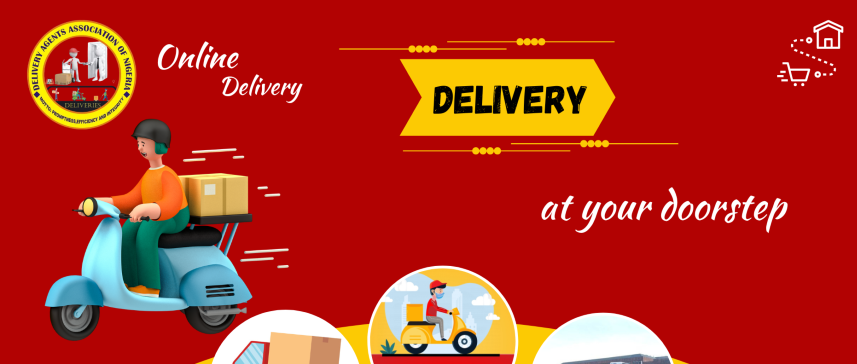 DELIVERY AGENTS ASSOCIATION OF NIGERIA
DELIVERIES
MOTTO: PROMPTNESS, EFFICIENCY AND INTEGRITY
Online
Delivery
DELIVERY
at your doorstep